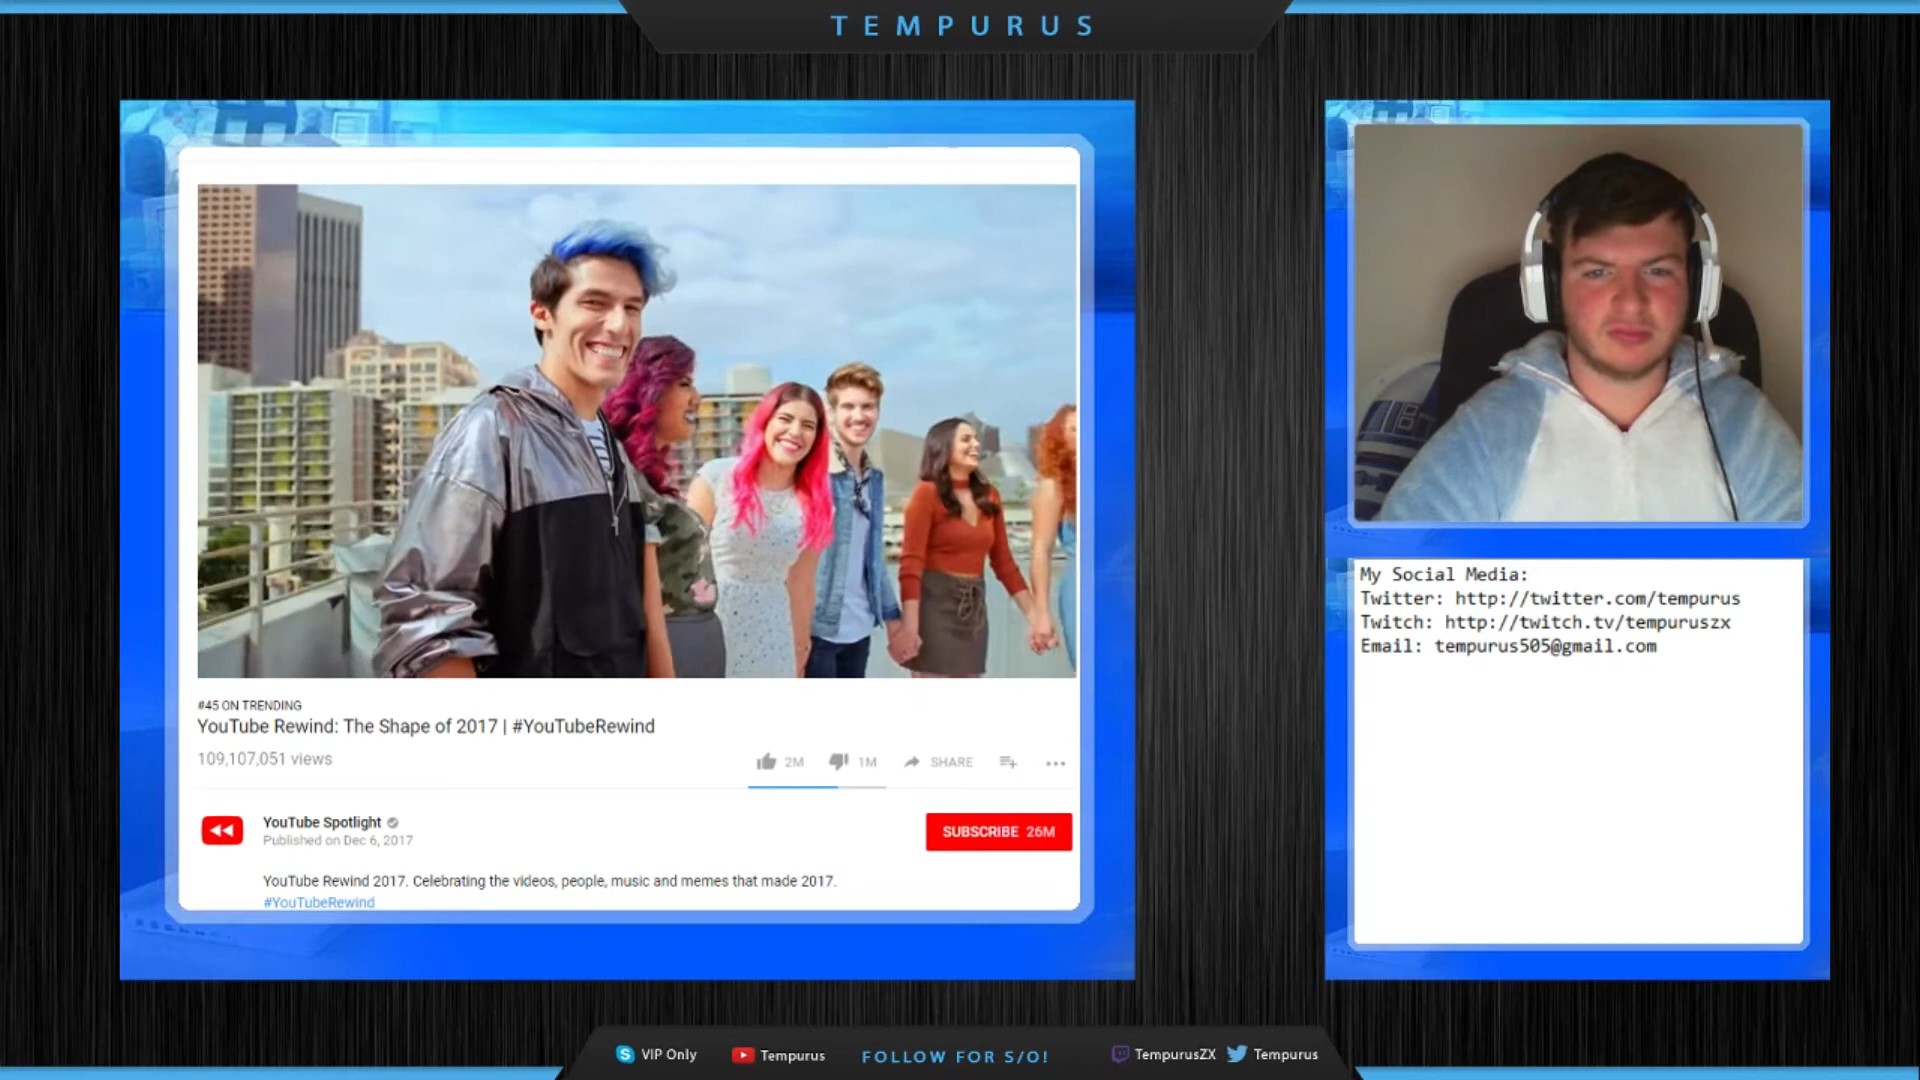 TEMPURUS
#45 ON TRENDING
YouTube Rewind: The Shape of 2017 | #YouTubeRewind
109,107,051 views
2M 1M SHARE
YouTube Spotlight
Published on Dec 6, 2017
SUBSCRIBE 26M
YouTube Rewind 2017. Celebrating the videos, people, music and memes that made 2017.
#YouTubeRewind
My Social Media:
Twitter: http://twitter.com/tempurus
Twitch: http://twitch.tv/tempuruszx
Email: tempurus505@gmail.com
VIP Only Tempurus FOLLOW FOR S/O! TempurusZX Tempurus